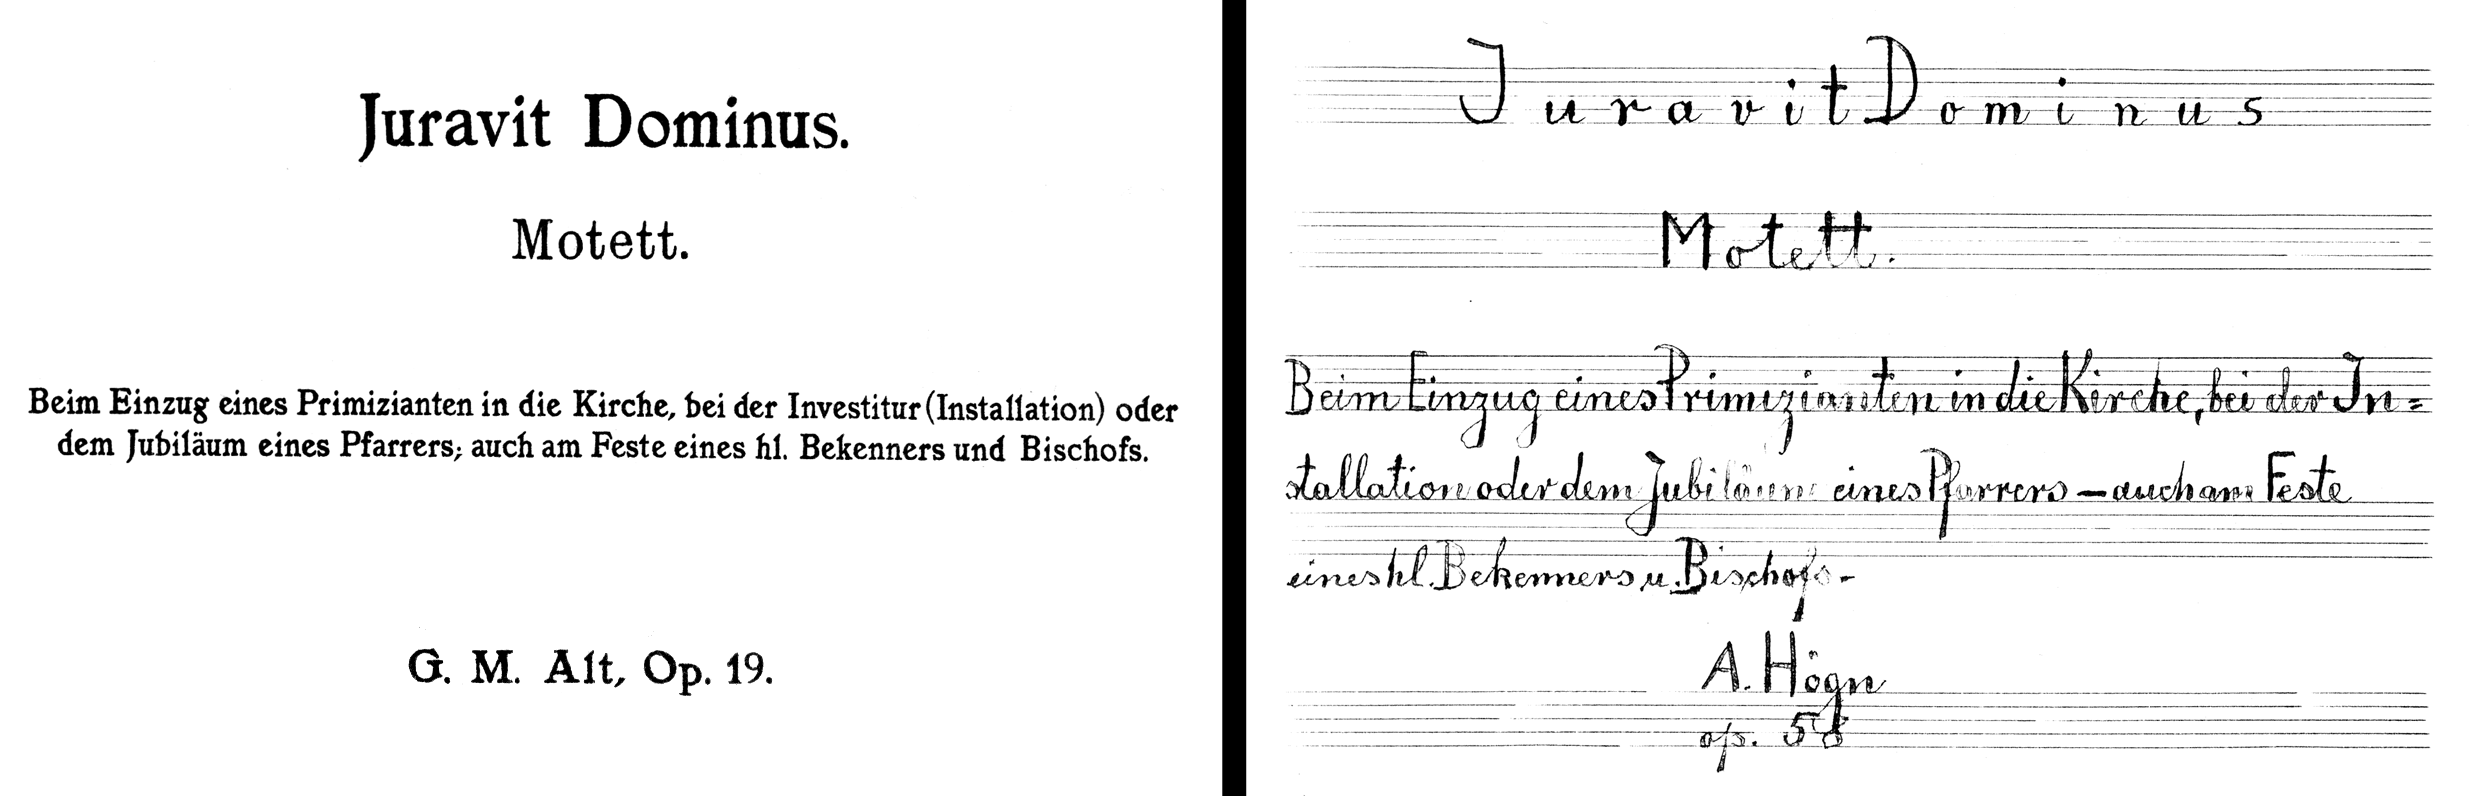 Juravit Dominus.
Motett.
Beim Einzug eines Primizianten in die Kirche, bei der Investitur (Installation) oder
dem Jubiläum eines Pfarrers; auch am Feste eines hl. Bekenners und Bischofs.
G. M. Alt, Op. 19.
Juravit Dominus
Motett.
Beim Einzug eines Primizianten in die Kirche, bei der In=
stallation oder dem Jubiläum eines Pfarrers – auch am Feste
eines hl. Bekenners u. Bischofs -
A. Högn
op. 58